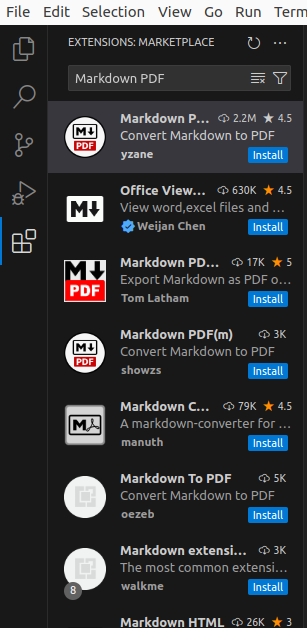 File Edit Selection View Go Run Term
EXTENSIONS: MARKETPLACE
Markdown PDF
Markdown P... 2.2M 4.5
Convert Markdown to PDF
yzane Install
Office View... 630K 4.5
View word,excel files and ...
Weijan Chen Install
Markdown PD... 17K 5
Export Markdown as PDF o...
Tom Latham Install
Markdown PDF(m) 3K
Convert Markdown to PDF
showzs Install
Markdown C... 79K 4.5
A markdown-converter for ...
manuth Install
Markdown To PDF 5K
Convert Markdown to PDF
oezeb Install
Markdown extensi... 3K
The most common extensi...
8 walkme Install
Markdown HTML 26K 3